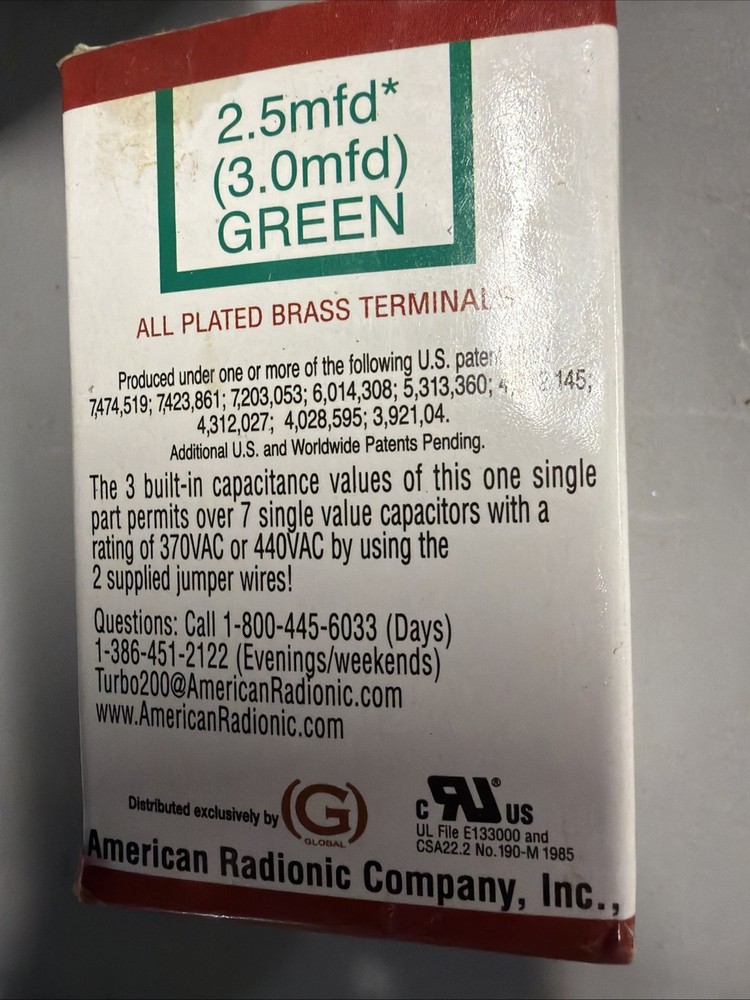 2.5mfd*
(3.0mfd)
GREEN
ALL PLATED BRASS TERMINALS
Produced under one or more of the following U.S.
7,474,519; 7,423,861; 7,203,053; 6,014,308; 5,313,360; 145;
4,312,027; 4,028,595; 3,921,04.
Additional U.S. and Worldwide Patents Pending.
The 3 built-in capacitance values of this one single
part permits over 7 single value capacitors with a
rating of 370VAC or 440VAC by using the
2 supplied jumper wires!
Questions: Call 1-800-445-6033 (Days)
1-386-451-2122 (Evenings/weekends)
Turbo200@AmericanRadionic.com
www.AmericanRadionic.com
Distributed exclusively by (G)
GLOBAL
c RU® US
UL File E133000 and
CSA22.2 No.190-M 1985
American Radionic Company, Inc.,